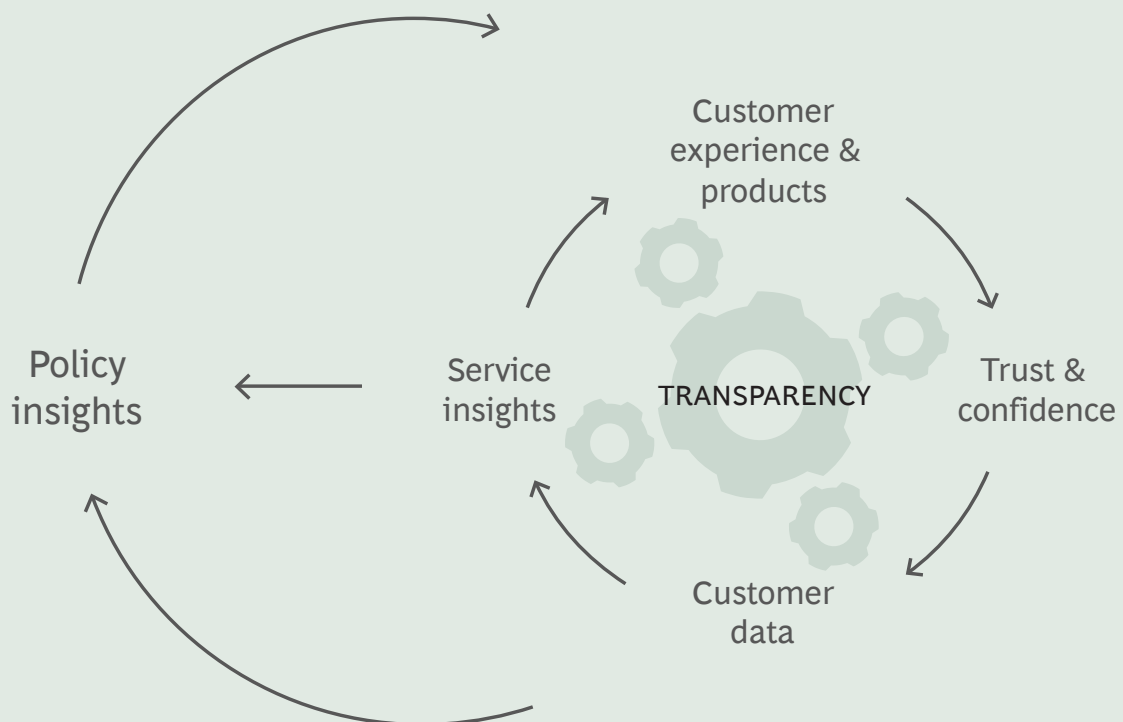 Customer
experience &
products
Policy
insights
Service
insights
TRANSPARENCY
Trust &
confidence
Customer
data